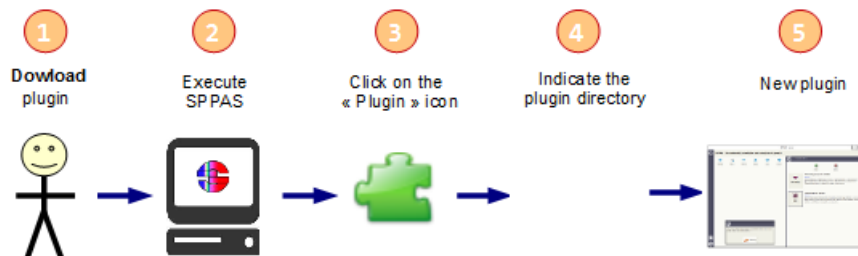 1
Dowload
plugin
2
Execute
SPPAS
3
Click on the
« Plugin » icon
4
Indicate the
plugin directory
5
New plugin